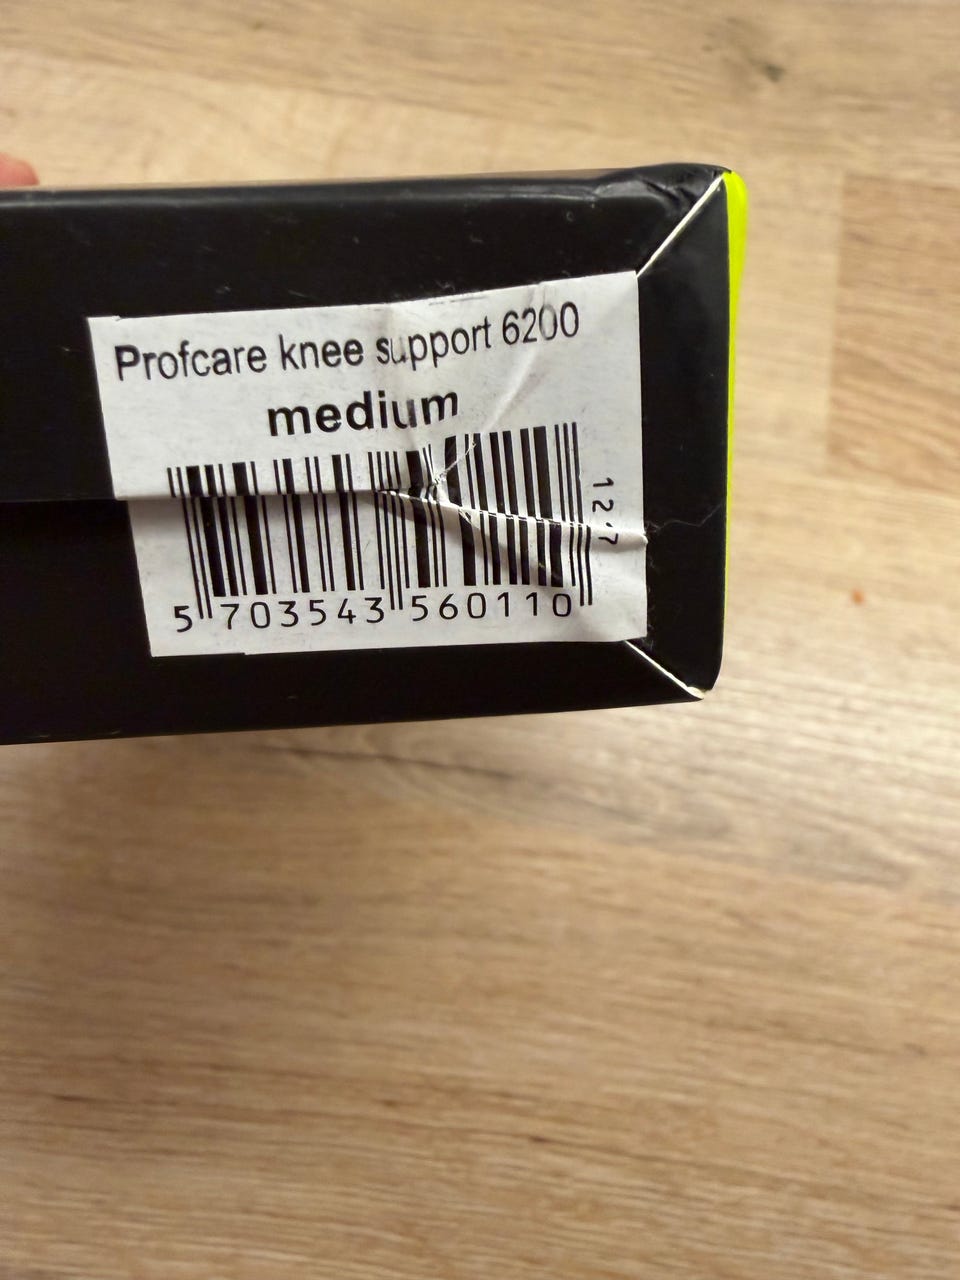 Profcare knee support 6200
medium
5 703543 560110
12,7